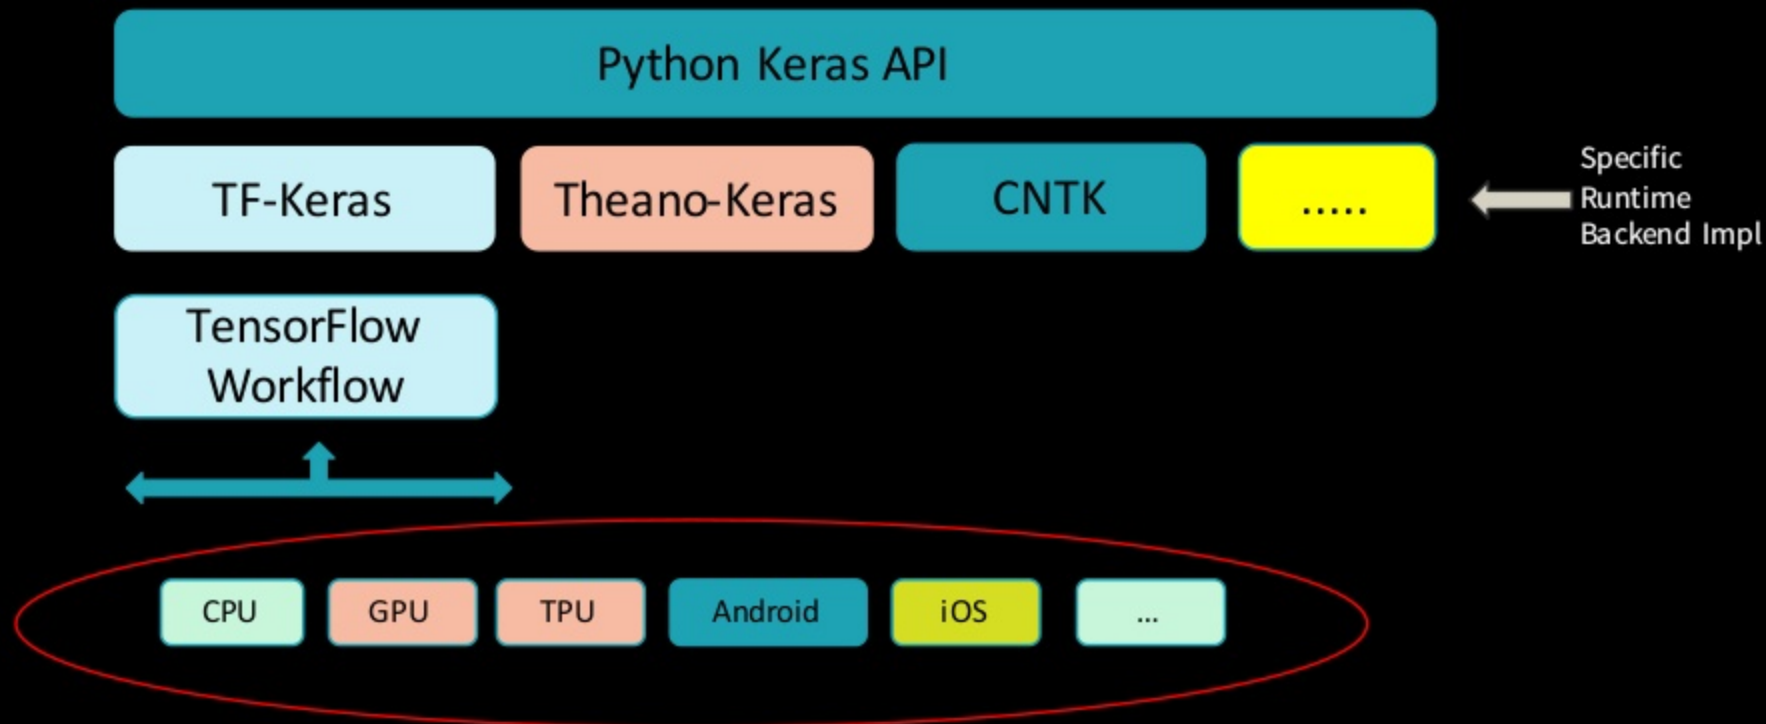 Python Keras API
TF-Keras
Theano-Keras
CNTK
.....
Specific
Runtime
Backend Impl
TensorFlow
Workflow
CPU
GPU
TPU
Android
iOS
...